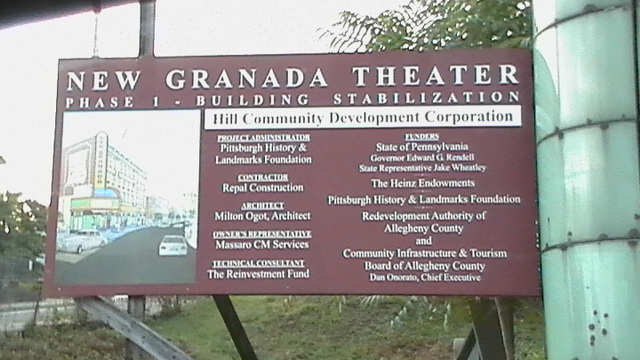 NEW GRANADA THEATER
PHASE 1 - BUILDING STABILIZATION
Hill Community Development Corporation
PROJECT ADMINISTRATOR
Pittsburgh History &
Landmarks Foundation
CONTRACTOR
Repal Construction
ARCHITECT
Milton Ogot, Architect
OWNER'S REPRESENTATIVE
Massaro CM Services
TECHNICAL CONSULTANT
The Reinvestment Fund
FUNDERS
State of Pennsylvania
Governor Edward G. Rendell
State Representative Jake Wheatley
The Heinz Endowments
Pittsburgh History & Landmarks Foundation
Redevelopment Authority of
Allegheny County
and
Community Infrastructure & Tourism
Board of Allegheny County
Dan Onorato, Chief Executive